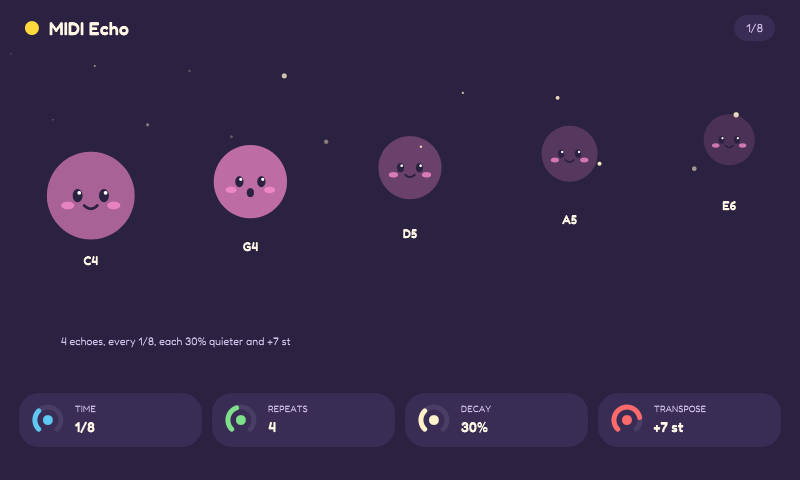 MIDI Echo
1/8
C4
G4
D5
A5
E6
4 echoes, every 1/8, each 30% quieter and +7 st
TIME
1/8
REPEATS
4
DECAY
30%
TRANSPOSE
+7 st